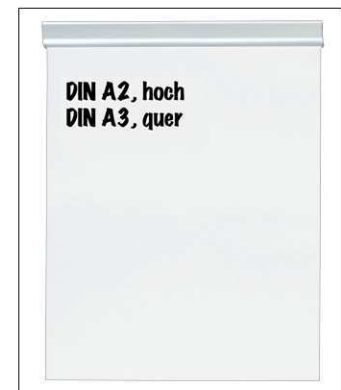 DIN A2, hoch
DIN A3, quer